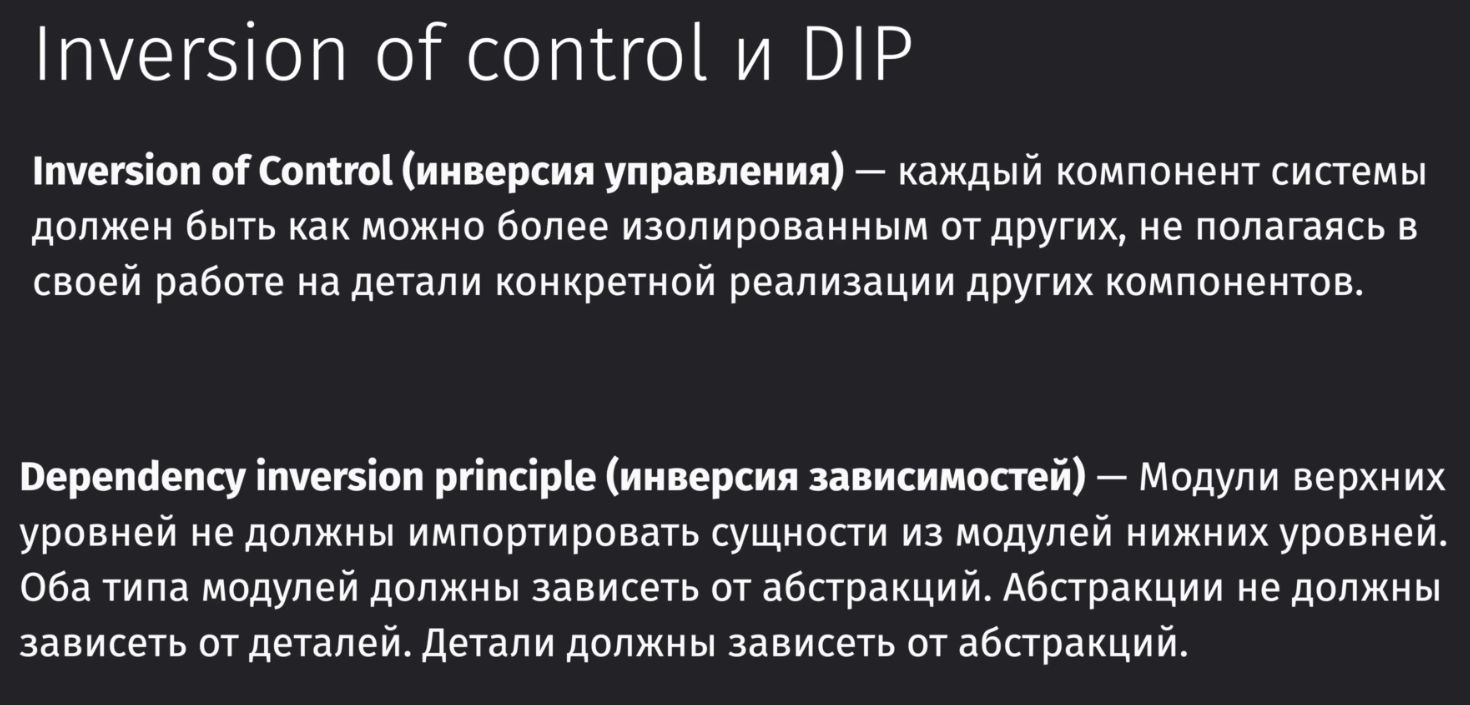 Inversion of control и DIP
Inversion of Control (инверсия управления) — каждый компонент системы
должен быть как можно более изолированным от других, не полагаясь в
своей работе на детали конкретной реализации других компонентов.
Dependency inversion principle (инверсия зависимостей) — Модули верхних
уровней не должны импортировать сущности из модулей нижних уровней.
Оба типа модулей должны зависеть от абстракций. Абстракции не должны
зависеть от деталей. Детали должны зависеть от абстракций.